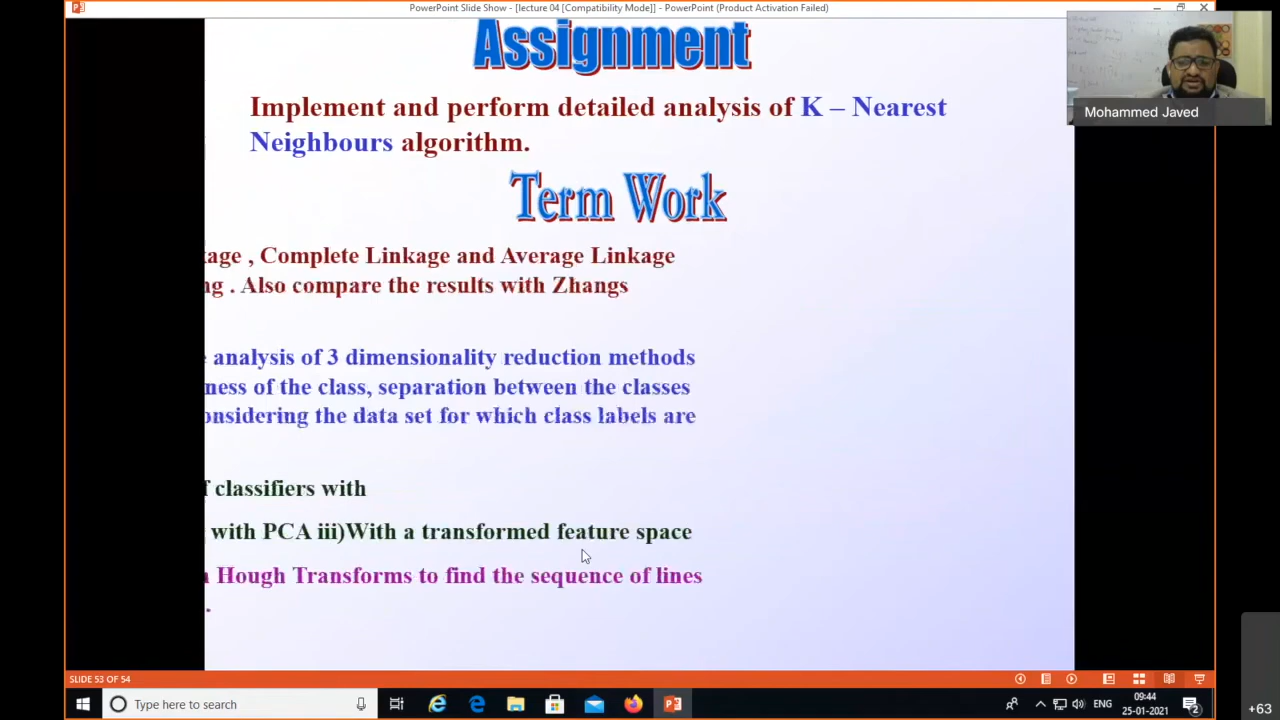 PowerPoint Slide Show - [lecture 04 [Compatibility Mode]] - PowerPoint (Product Activation Failed)
Assignment
Mohammed Javed
Implement and perform detailed analysis of K – Nearest
Neighbours algorithm.
Term Work
kage , Complete Linkage and Average Linkage
ng . Also compare the results with Zhangs
e analysis of 3 dimensionality reduction methods
ness of the class, separation between the classes
onsidering the data set for which class labels are
f classifiers with
with PCA iii)With a transformed feature space
n Hough Transforms to find the sequence of lines
.
SLIDE 53 OF 54
Type here to search
ENG
09:44
25-01-2021
2
+63